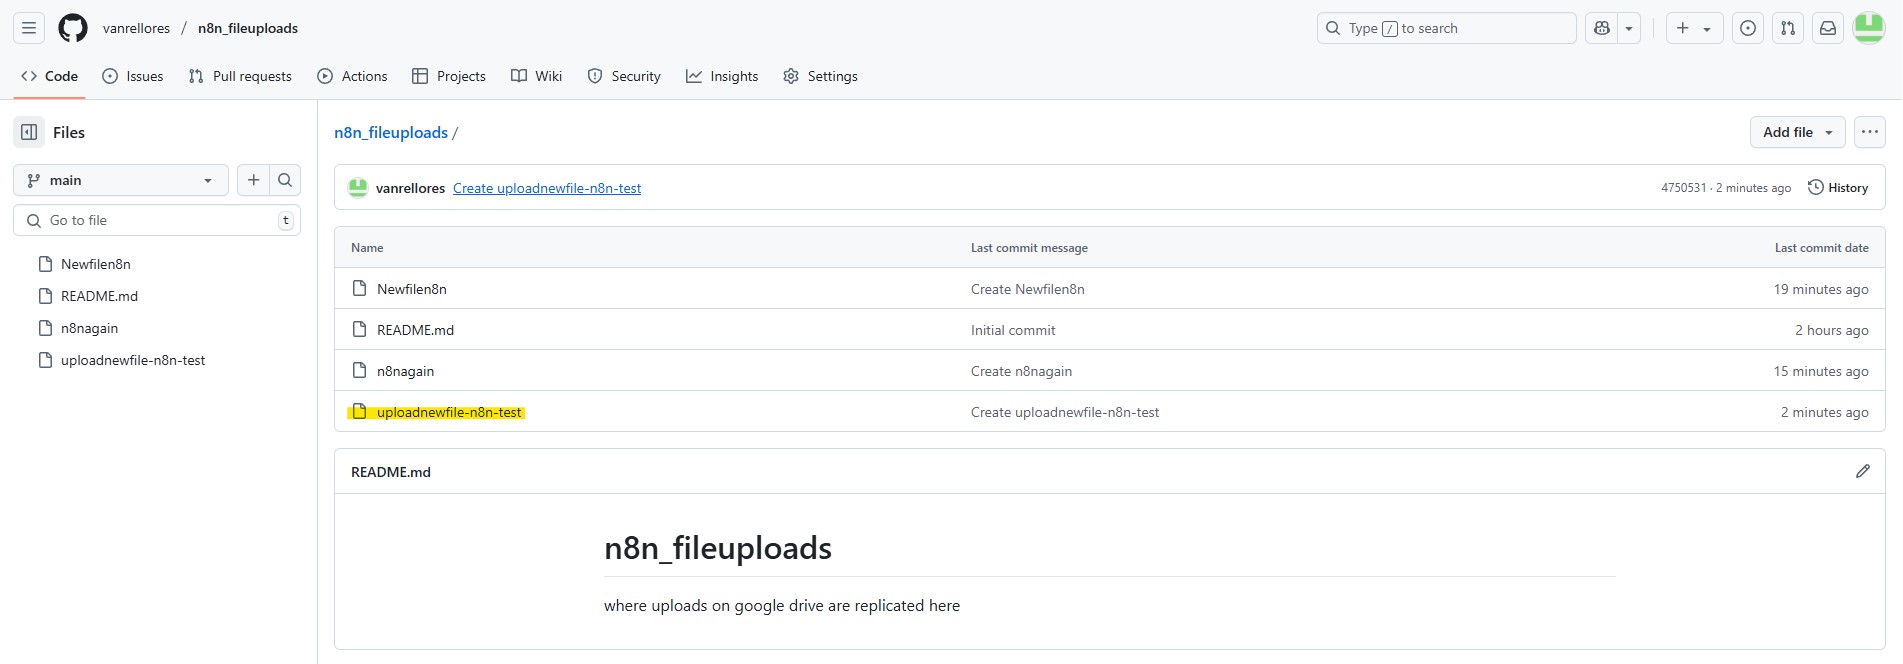 vanrellores / n8n_fileuploads
Type / to search
Code Issues Pull requests Actions Projects Wiki Security Insights Settings
Files
main
Go to file t
Newfilen8n
README.md
n8nagain
uploadnewfile-n8n-test
n8n_fileuploads /
Add file
vanrellores Create uploadnewfile-n8n-test 4750531 · 2 minutes ago History
Name Last commit message Last commit date
Newfilen8n Create Newfilen8n 19 minutes ago
README.md Initial commit 2 hours ago
n8nagain Create n8nagain 15 minutes ago
uploadnewfile-n8n-test Create uploadnewfile-n8n-test 2 minutes ago
README.md
n8n_fileuploads
where uploads on google drive are replicated here